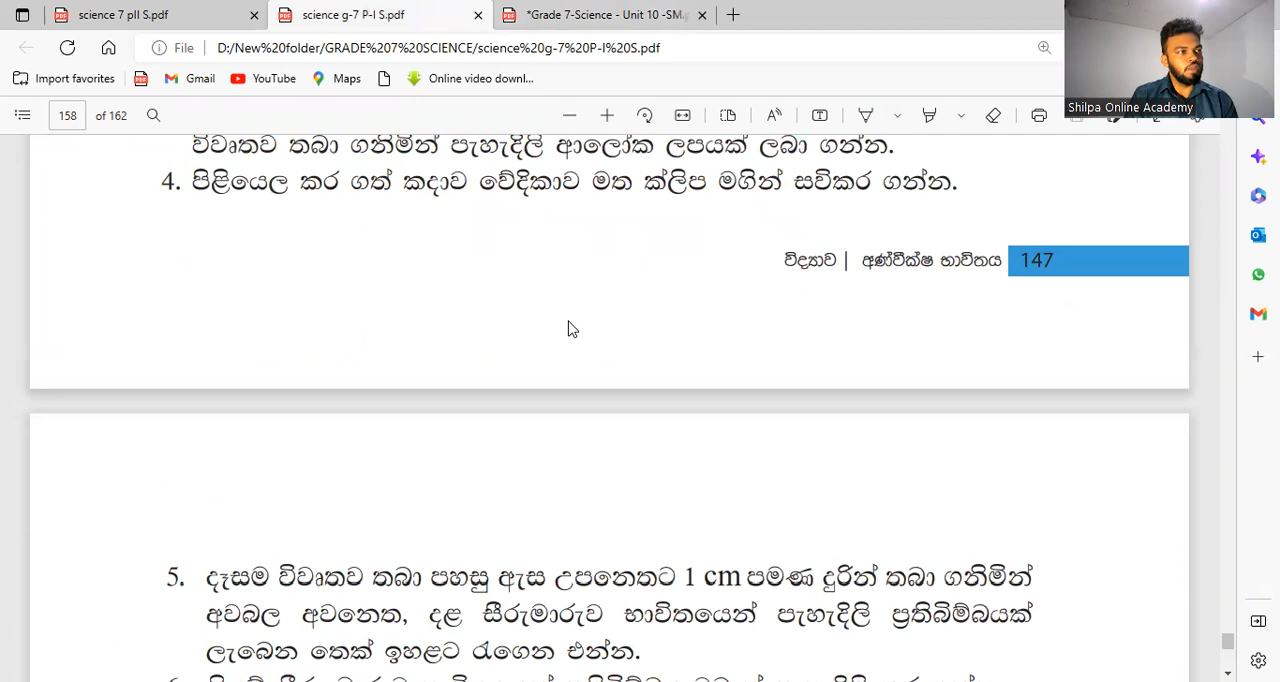 science 7 pII S.pdf
science g-7 P-I S.pdf
*Grade 7-Science - Unit 10 -SM.
File
D:/New%20folder/GRADE%207%20SCIENCE/science%20g-7%20P-I%20S.pdf
Import favorites
Gmail
YouTube
Maps
Online video downl...
Shilpa Online Academy
158 of 162
විවෘතව තබා ගනිමින් පැහැදිලි ආලෝක ලපයක් ලබා ගන්න.
4. පිළියෙල කර ගත් කදාව වේදිකාව මත ක්ලිප මගින් සවිකර ගන්න.
විද්‍යාව | අණ්වීක්ෂ භාවිතය 147
5. දෑසම විවෘතව තබා පහසු ඇස උපනෙතට 1 cm පමණ දුරින් තබා ගනිමින්
අවබල අවනෙත, දළ සීරුමාරුව භාවිතයෙන් පැහැදිලි ප්‍රතිබිම්බයක්
ලැබෙන තෙක් ඉහළට රැගෙන එන්න.